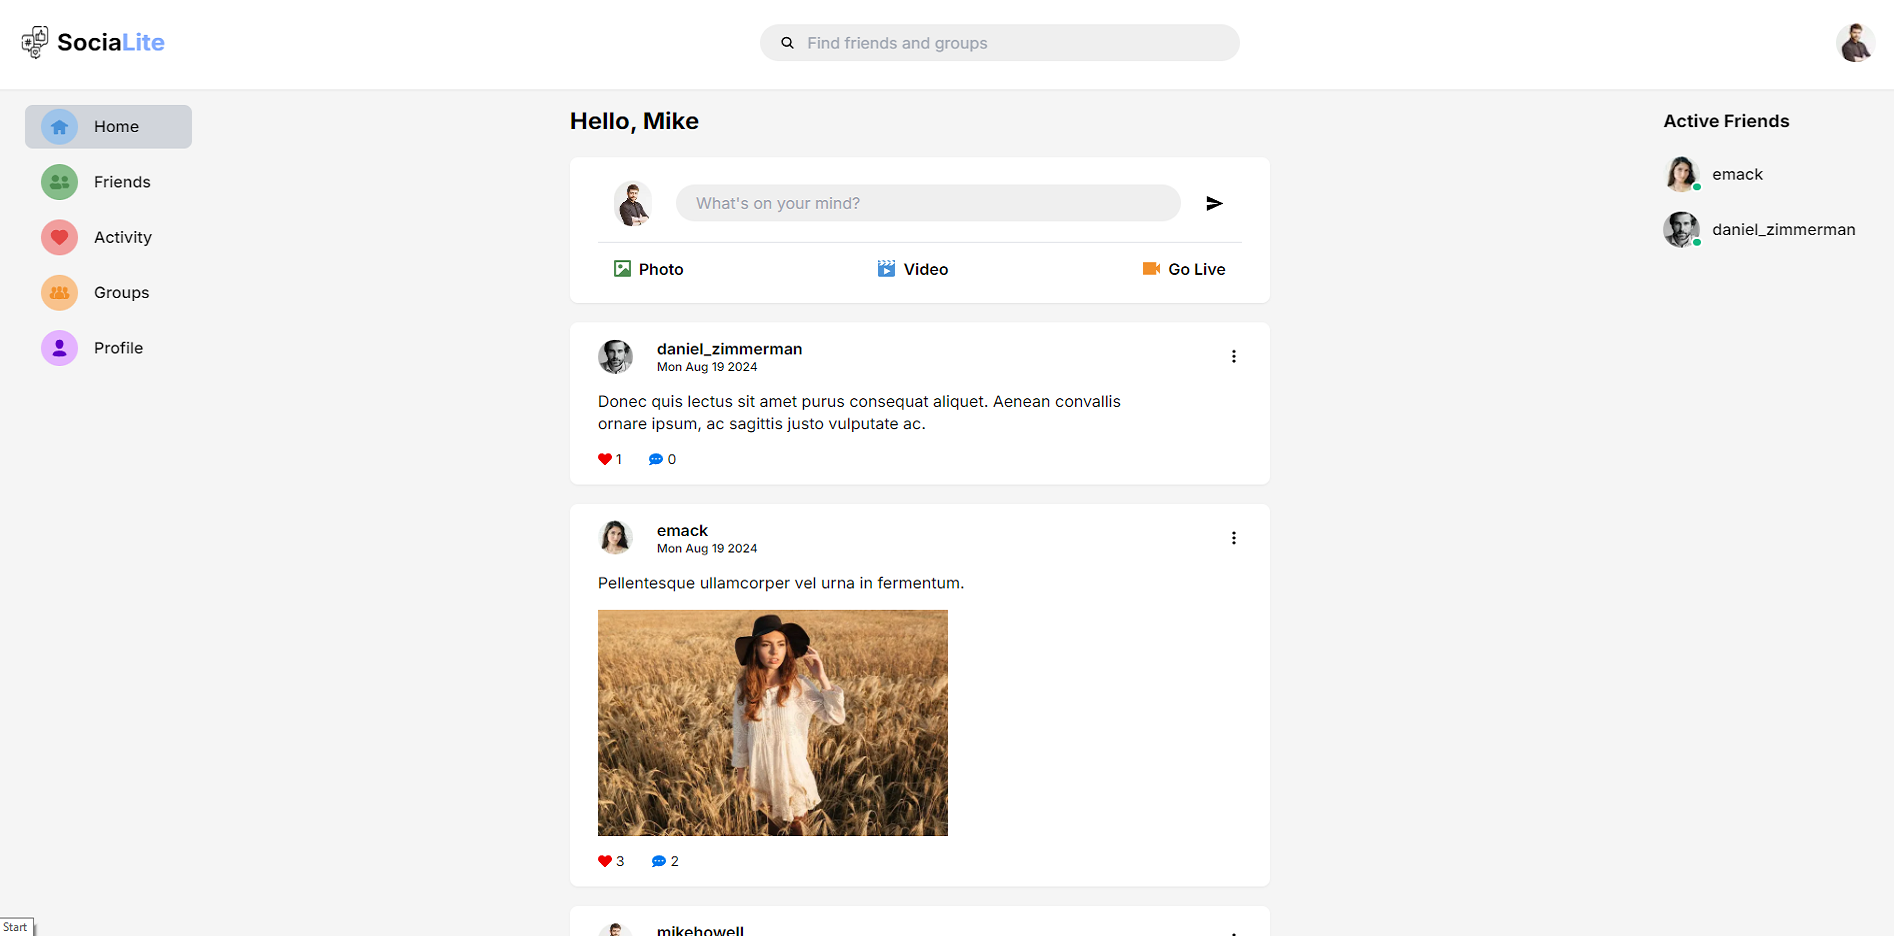 SociaLite
Find friends and groups
Home
Friends
Activity
Groups
Profile
Hello, Mike
What's on your mind?
Photo
Video
Go Live
daniel_zimmerman
Mon Aug 19 2024
Donec quis lectus sit amet purus consequat aliquet. Aenean convallis
ornare ipsum, ac sagittis justo vulputate ac.
1
0
emack
Mon Aug 19 2024
Pellentesque ullamcorper vel urna in fermentum.
3
2
mikehowell
Active Friends
emack
daniel_zimmerman
Start